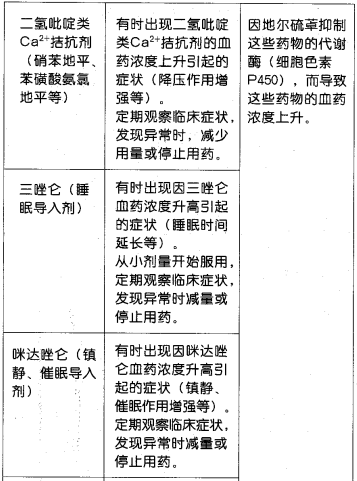 二氢吡啶类
Ca²⁺拮抗剂
（硝苯地平、
苯磺酸氨氯
地平等）
有时出现二氢吡啶
类Ca²⁺拮抗剂的血
药浓度上升引起的
症状（降压作用增
强等）。
定期观察临床症状，
发现异常时，减少
用量或停止用药。
因地尔硫䓬抑制
这些药物的代谢
酶（细胞色素
P450），而导致
这些药物的血药
浓度上升。
三唑仑（睡
眠导入剂）
有时出现因三唑仑
血药浓度升高引起
的症状（睡眠时间
延长等）。
从小剂量开始服用，
定期观察临床症状，
发现异常时减量或
停止用药。
咪达唑仑（镇
静、催眠导入
剂）
有时出现因咪达唑
仑血药浓度升高引
起的症状（镇静、
催眠作用增强等）。
定期观察临床症状，
发现异常时减量或
停止用药。